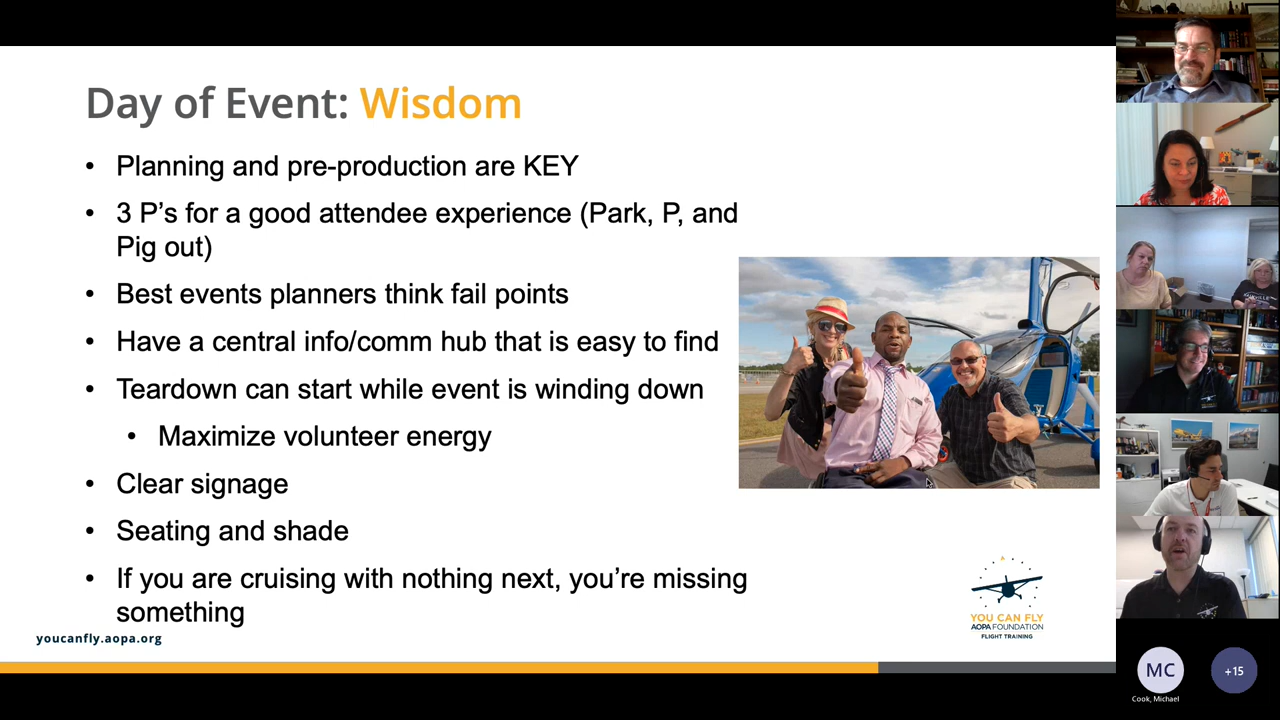 Day of Event: Wisdom
• Planning and pre-production are KEY
• 3 P’s for a good attendee experience (Park, P, and
Pig out)
• Best events planners think fail points
• Have a central info/comm hub that is easy to find
• Teardown can start while event is winding down
• Maximize volunteer energy
• Clear signage
• Seating and shade
• If you are cruising with nothing next, you’re missing
something
youcanfly.aopa.org
YOU CAN FLY
AOPA FOUNDATION
FLIGHT TRAINING
MC
Cook, Michael
+15